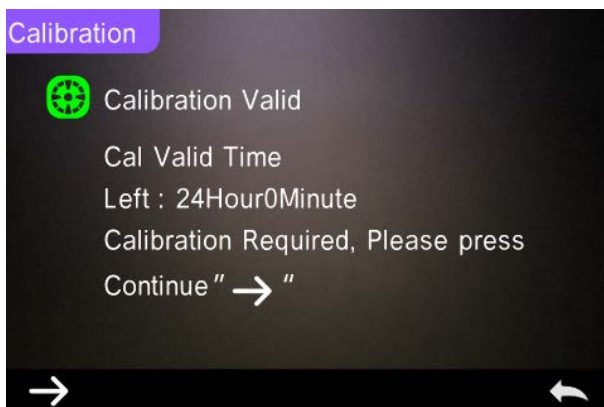 Calibration
Calibration Valid
Cal Valid Time
Left : 24Hour0Minute
Calibration Required, Please press
Continue" → "